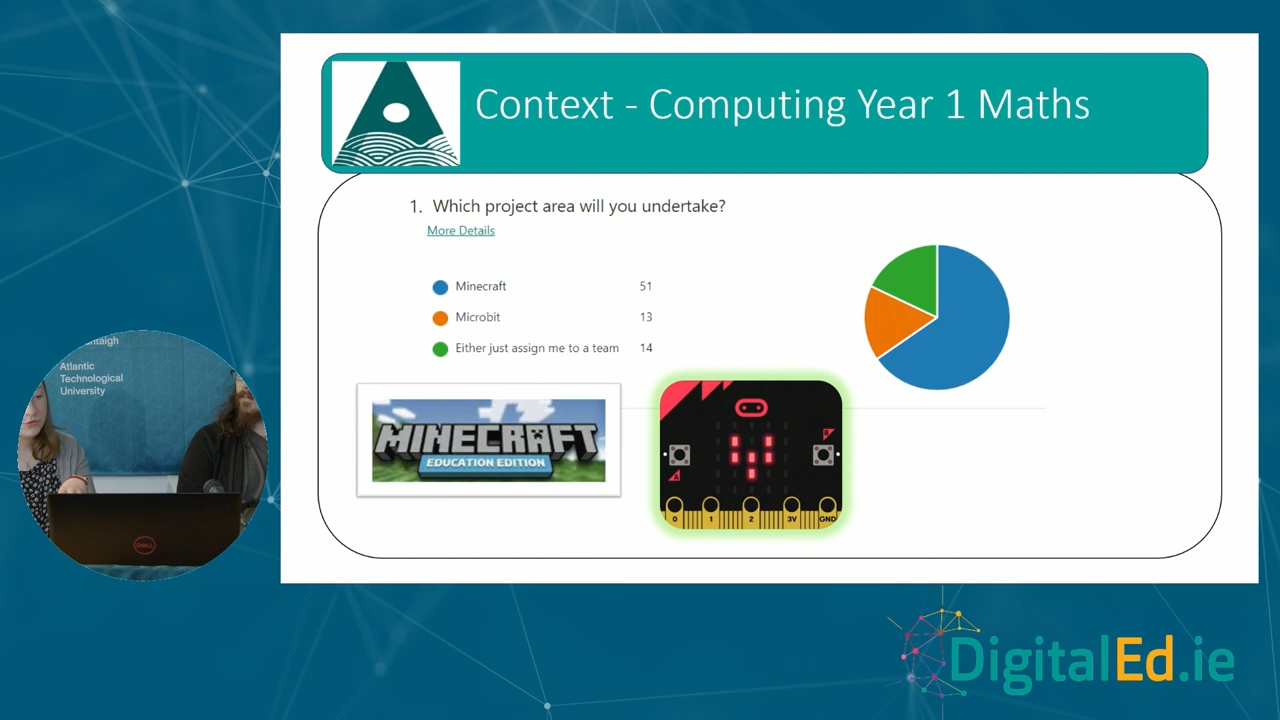 Context - Computing Year 1 Maths
1. Which project area will you undertake?
More Details
Minecraft 51
Microbit 13
Either just assign me to a team 14
MINECRAFT
EDUCATION EDITION
B
A
0 1 2 3V GND
Atlantic
Technological
University
DELL
DigitalEd.ie